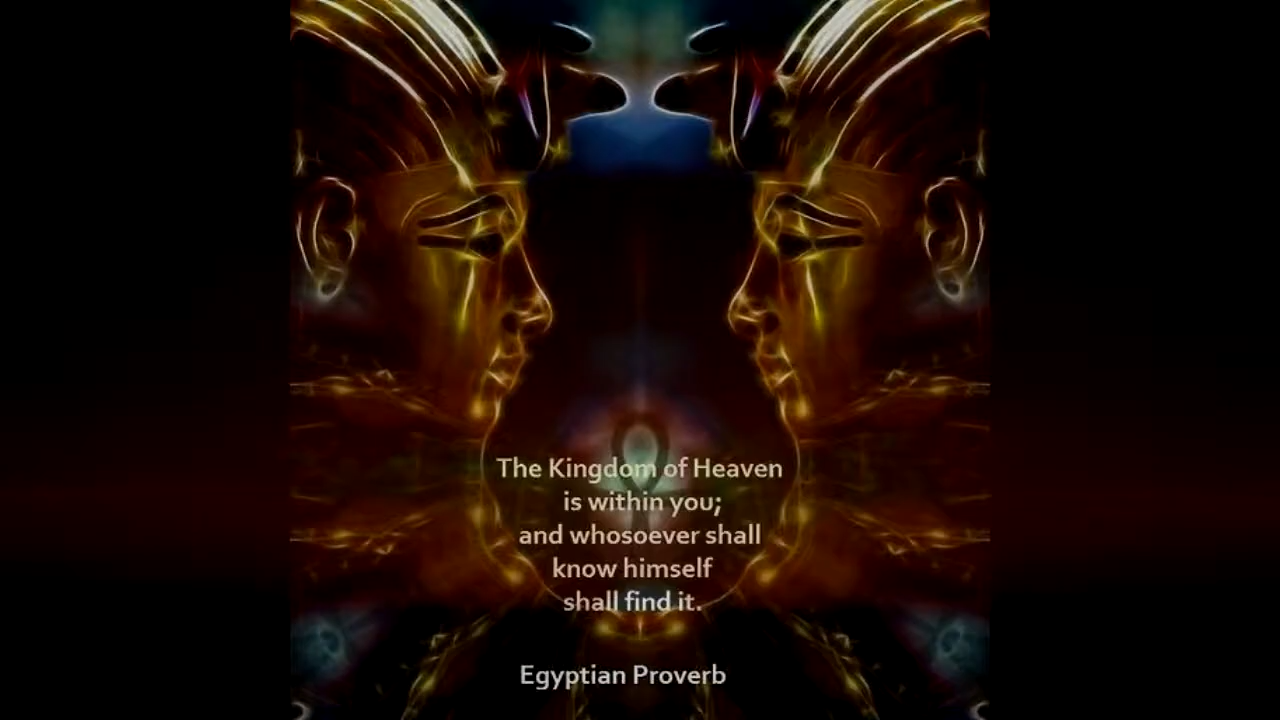 The Kingdom of Heaven
is within you;
and whosoever shall
know himself
shall find it.
Egyptian Proverb